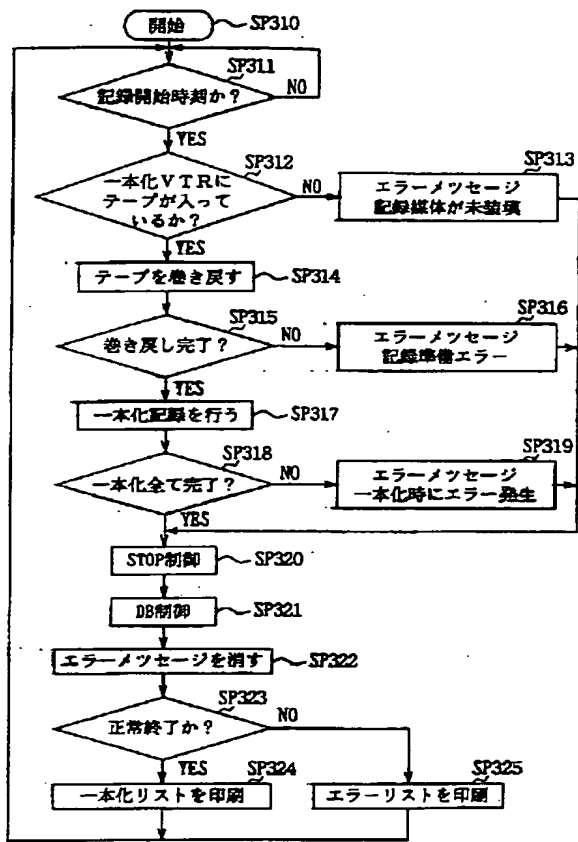 開始
SP310
SP311
記録開始時刻か？
NO
YES
SP312
一本化ＶＴＲに
テープが入って
いるか？
NO
SP313
エラーメッセージ
記録媒体が未装填
YES
テープを巻き戻す
SP314
SP315
巻き戻し完了？
NO
SP316
エラーメッセージ
記録準備エラー
YES
一本化記録を行う
SP317
SP318
一本化全て完了？
NO
SP319
エラーメッセージ
一本化時にエラー発生
YES
STOP制御
SP320
DB制御
SP321
エラーメッセージを消す
SP322
SP323
正常終了か？
NO
YES
SP324
一本化リストを印刷
SP325
エラーリストを印刷